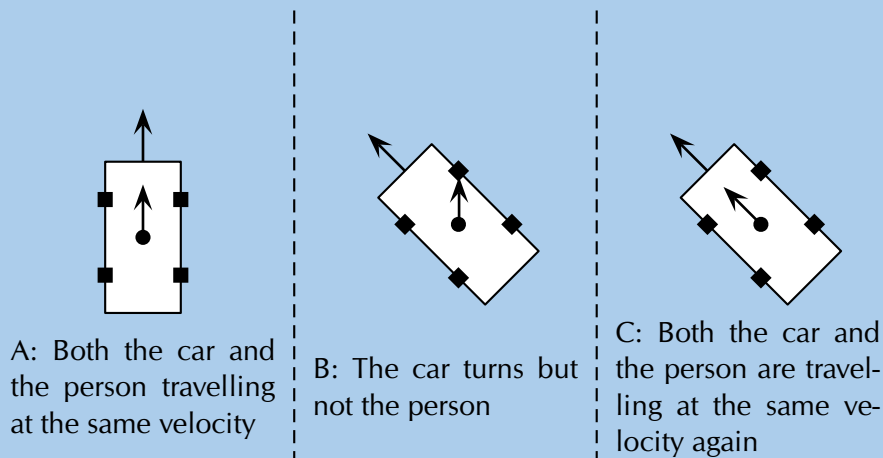 A: Both the car and
the person travelling
at the same velocity
B: The car turns but
not the person
C: Both the car and
the person are travel-
ling at the same ve-
locity again